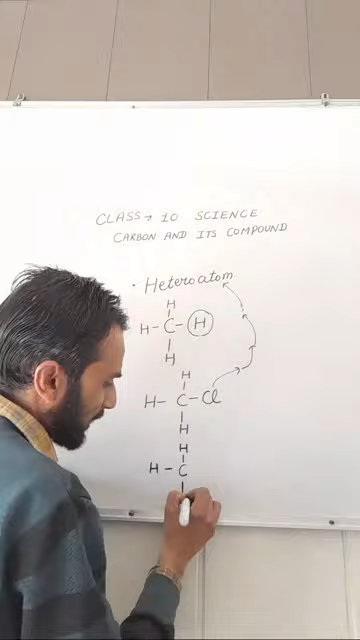 CLASS → 10 SCIENCE
CARBON AND ITS COMPOUND
• Heteroatom
H
H - C - H
H
H
H - C - Cl
H
H
H - C